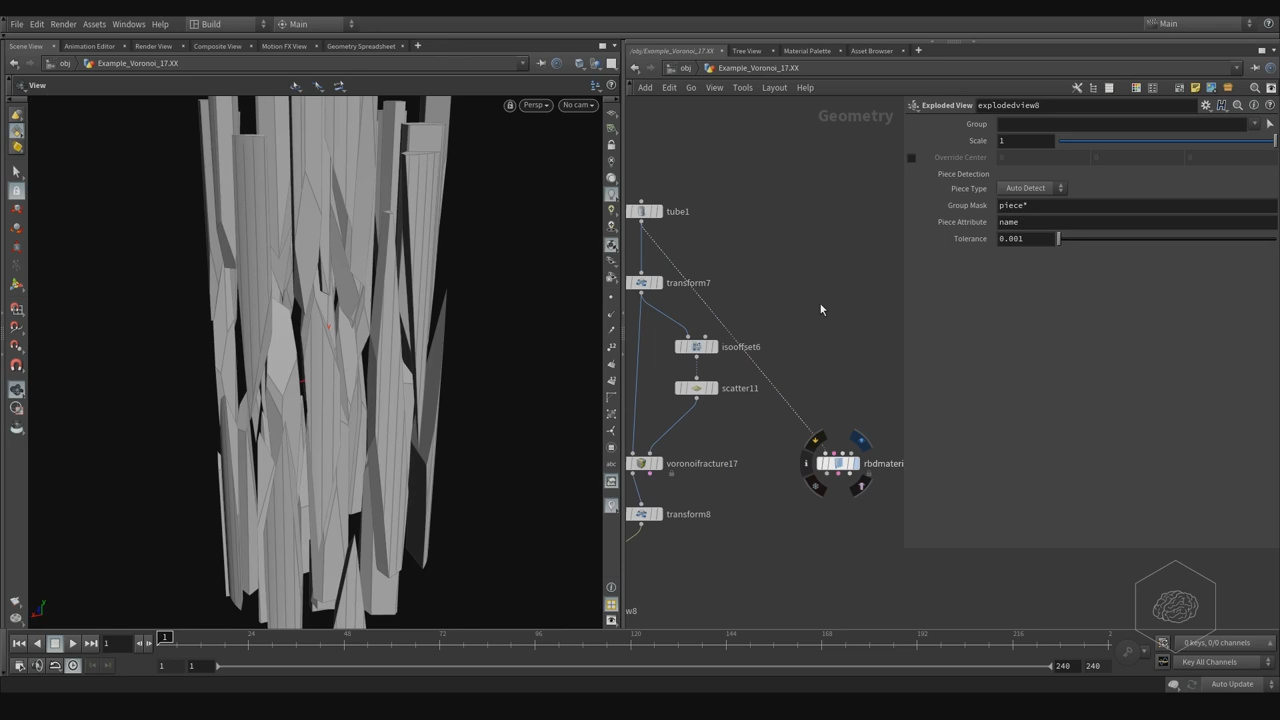 File Edit Render Assets Windows Help Build Main Main
Scene View Animation Editor Render View Composite View Motion FX View Geometry Spreadsheet
/obj/Example_Voronoi_17.XX Tree View Material Palette Asset Browser
obj Example_Voronoi_17.XX
obj Example_Voronoi_17.XX
View
Add Edit Go View Tools Layout Help
Persp No cam
Geometry
Exploded View explodedview8
Group
Scale 1
Override Center 0 0 0
Piece Detection
Piece Type Auto Detect
Group Mask piece*
Piece Attribute name
Tolerance 0.001
tube1
transform7
isooffset6
scatter11
voronoifracture17
rbdmateri
transform8
w8
abc
1 1 24 48 72 96 120 144 168 192 216 2
0 keys, 0/0 channels
1 1 240 240
Key All Channels
Auto Update